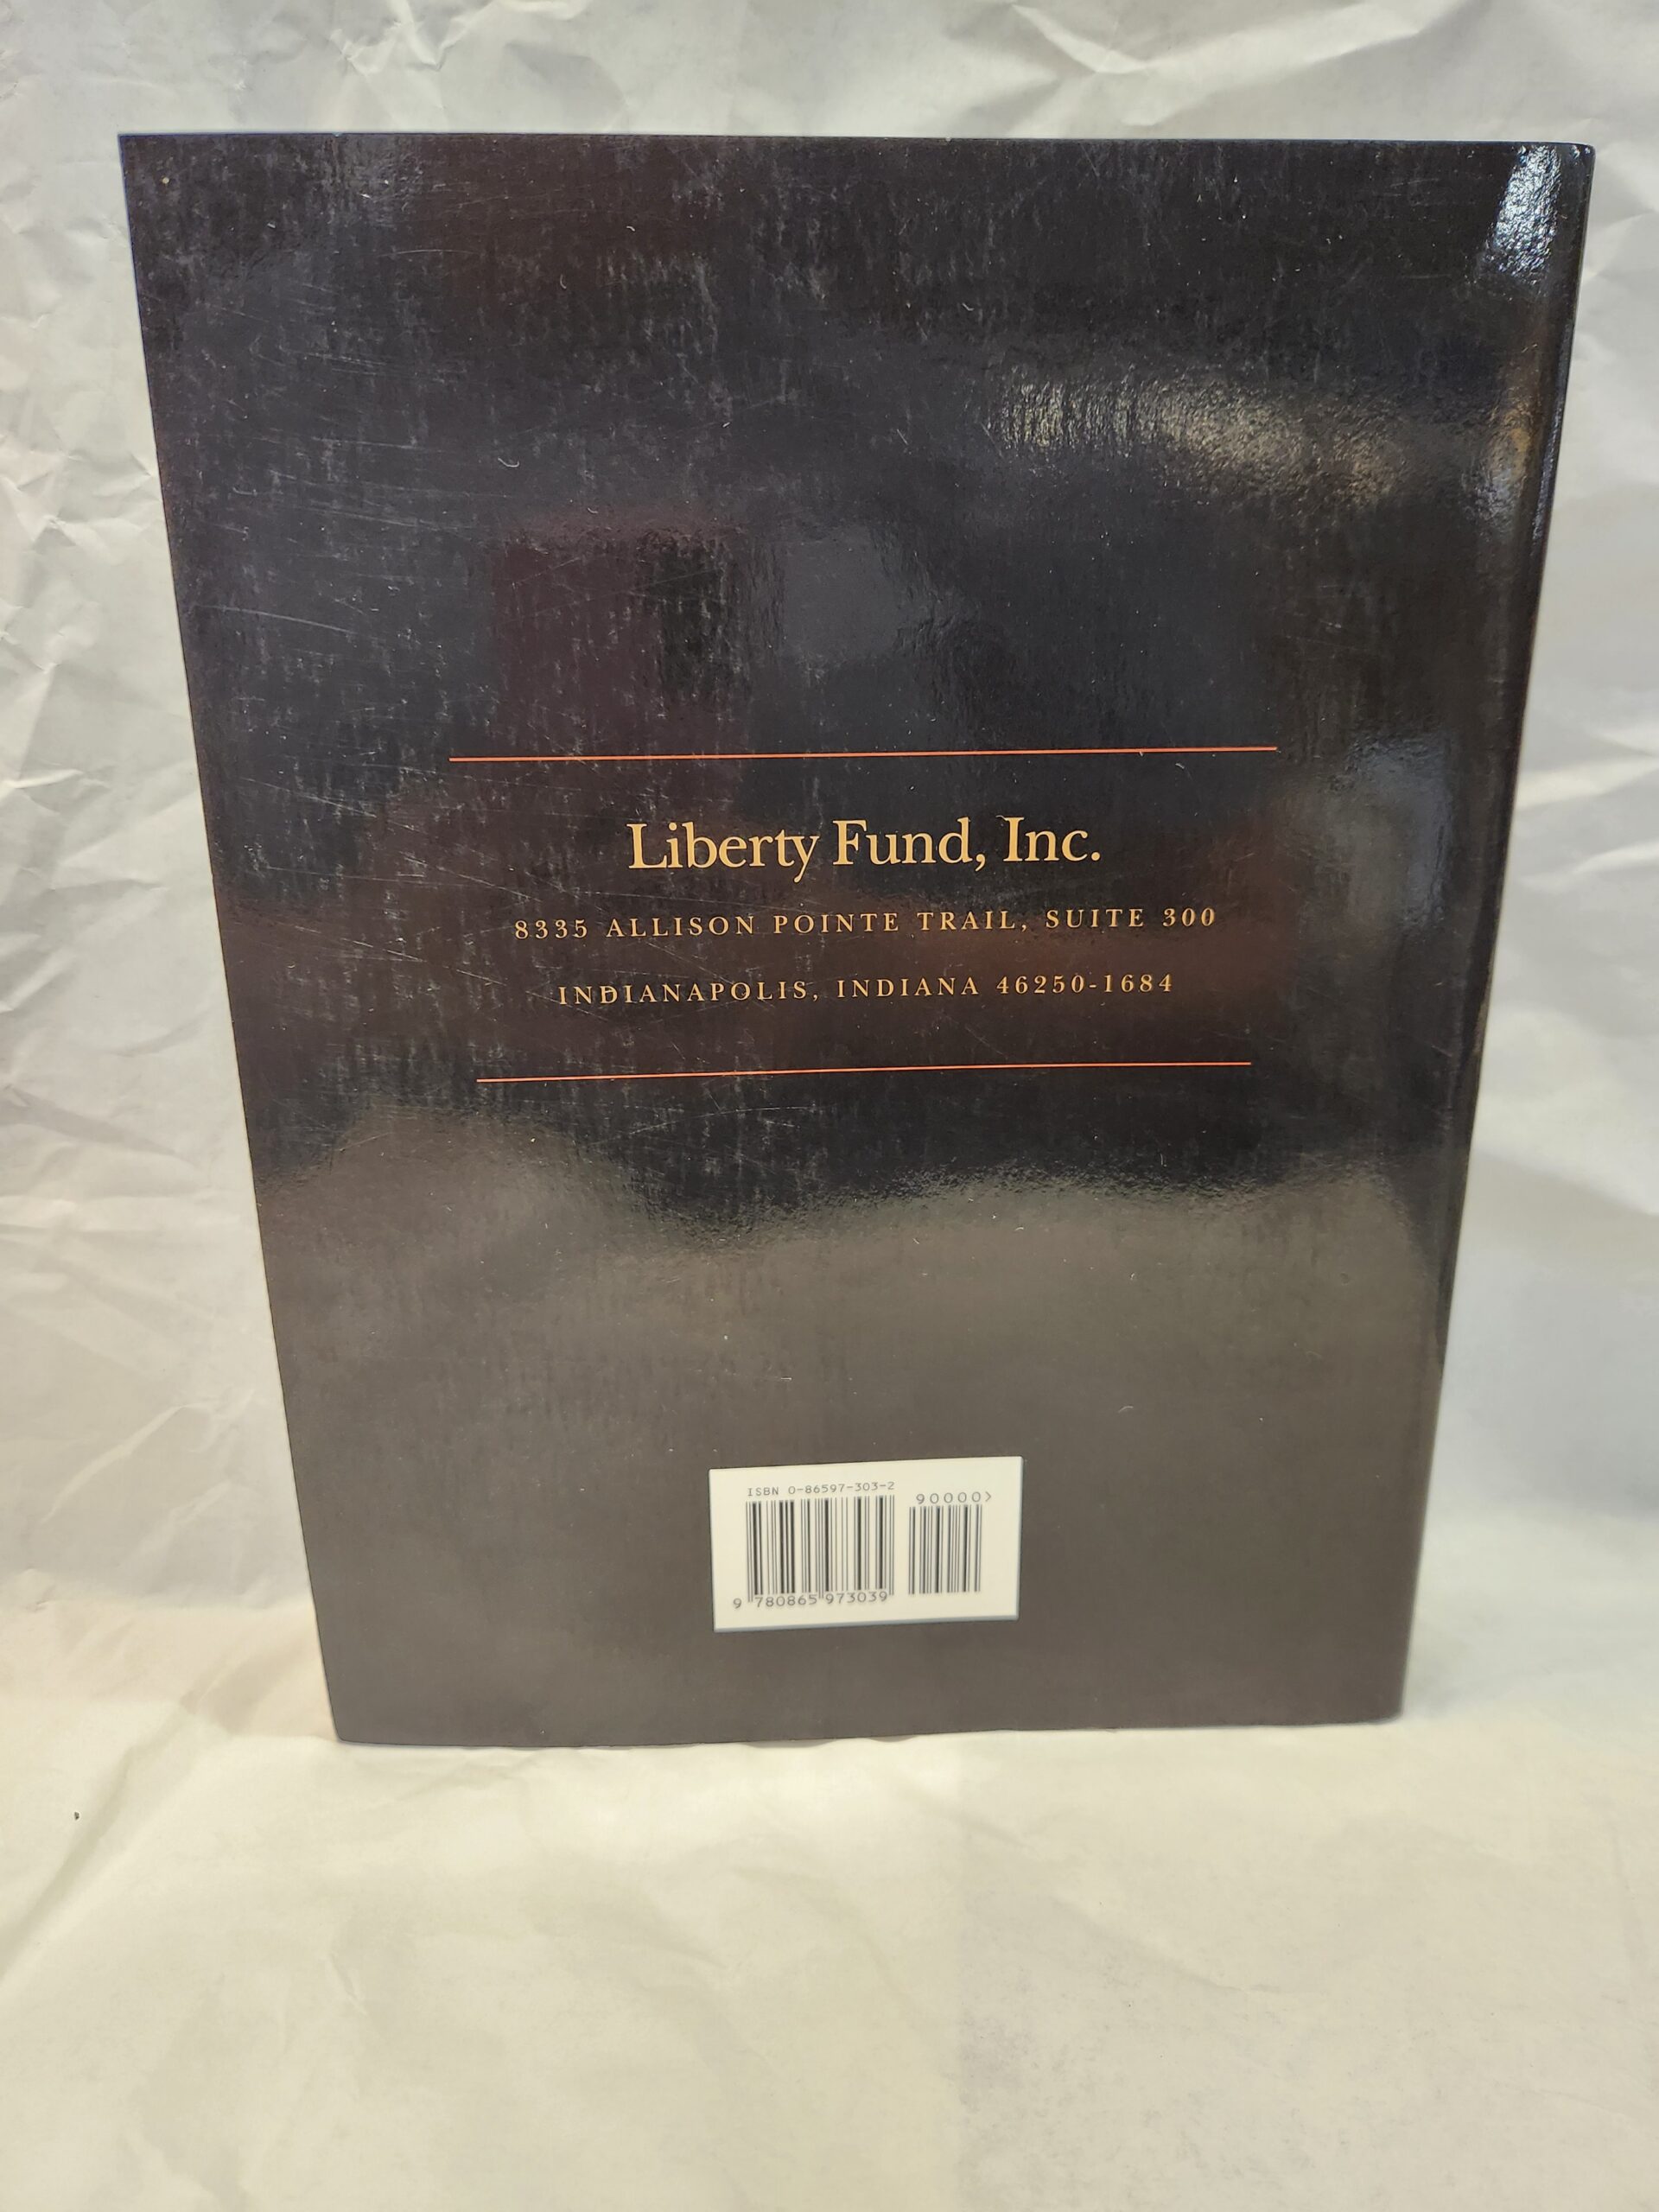 Liberty Fund, Inc.
8335 ALLISON POINTE TRAIL, SUITE 300
INDIANAPOLIS, INDIANA 46250-1684
ISBN 0-86597-303-2
90000>
9 780865 973039